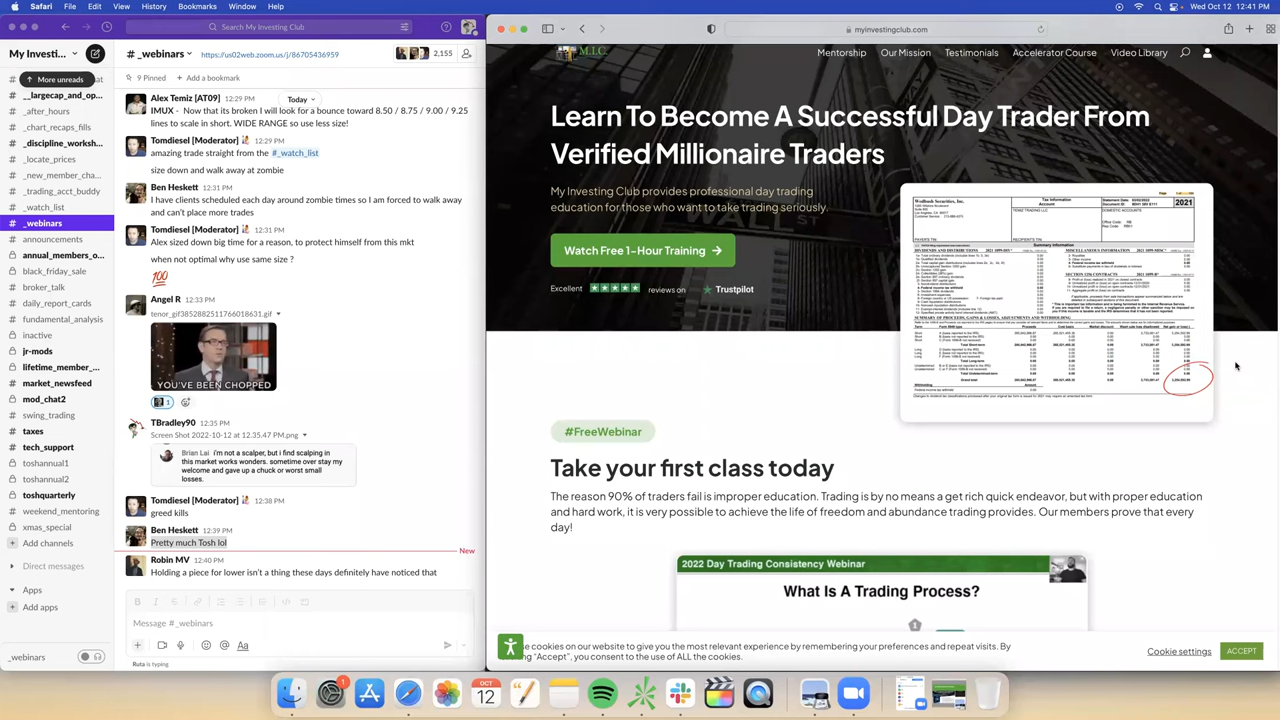 Safari File Edit View History Bookmarks Window Help
Wed Oct 12 12:41 PM
Search My Investing Club
My Investi...
More unreads
# __largecap_and_op...
# _after_hours
# _chart_recaps_fills
# _discipline_worksh...
# _locate_prices
# _new_member_cha...
# _trading_acct_buddy
# _watch_list
# _webinars
announcements
annual_members_o...
black_friday_sale
# broker_talk
# daily_report_cards
# fundamental_analysis
# inactive
jr-mods
lifetime_member_...
market_newsfeed
mod_chat2
# swing_trading
# taxes
# tech_support
toshannual1
toshannual2
toshquarterly
# weekend_mentoring
# xmas_special
+ Add channels
Direct messages
Apps
+ Add apps
_webinars
# _webinars
https://us02web.zoom.us/j/86705436959
2,155
9 Pinned
+ Add a bookmark
Today
Alex Temiz [AT09] 12:29 PM
IMUX - Now that its broken I will look for a bounce toward 8.50 / 8.75 / 9.00 / 9.25
lines to scale in short. WIDE RANGE so use less size!
Tomdiesel [Moderator] 12:29 PM
amazing trade straight from the #_watch_list
size down and walk away at zombie
Ben Heskett 12:31 PM
I have clients scheduled each day around zombie times so I am forced to walk away
and can't place more trades
Tomdiesel [Moderator] 12:31 PM
Alex sized down big time for a reason, to protect himself from this mkt
when not optimal why use same size ?
100
Angel R 12:33 PM
YOU'VE BEEN CHOPPED
1
TBradley90 12:35 PM
Screen Shot 2022-10-12 at 12.35.47 PM.png
Brian Lai i'm not a scalper, but i find scalping in
this market works wonders. sometime over stay my
welcome and gave up a chuck or worst small
losses.
Tomdiesel [Moderator] 12:38 PM
greed kills
Ben Heskett 12:39 PM
Pretty much Tosh lol
New
Robin MV 12:40 PM
Holding a piece for lower isn't a thing these days definitely have noticed that
Message #_webinars
Ruta is typing
myinvestingclub.com
M.I.C.
Mentorship Our Mission Testimonials Accelerator Course Video Library
Learn To Become A Successful Day Trader From
Verified Millionaire Traders
My Investing Club provides professional day trading
education for those who want to take trading seriously.
Watch Free 1-Hour Training →
Excellent reviews on Trustpilot
2021
#FreeWebinar
Take your first class today
The reason 90% of traders fail is improper education. Trading is by no means a get rich quick endeavor, but with proper education
and hard work, it is very possible to achieve the life of freedom and abundance trading provides. Our members prove that every
day!
2022 Day Trading Consistency Webinar
What Is A Trading Process?
1
cookies on our website to give you the most relevant experience by remembering your preferences and repeat visits. By
"Accept", you consent to the use of ALL the cookies.
Cookie settings
ACCEPT
1
OCT
12